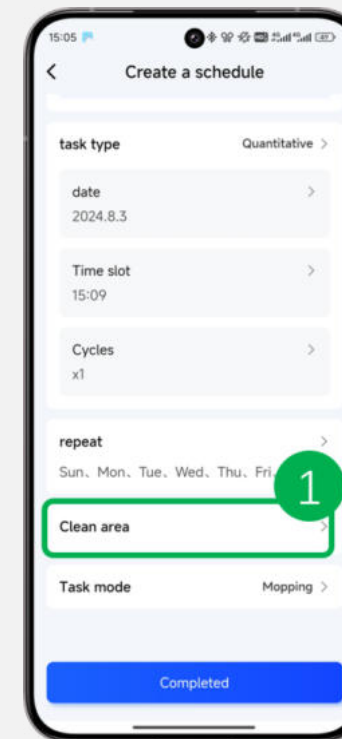 15:05
Create a schedule
task type Quantitative >
date >
2024.8.3
Time slot >
15:09
Cycles >
x1
repeat >
Sun、Mon、Tue、Wed、Thu、Fri、
1
Clean area >
Task mode Mopping >
Completed